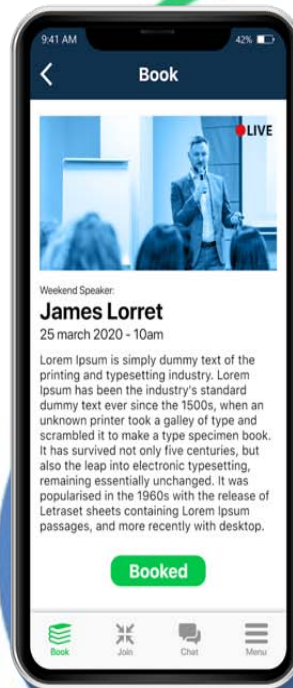 9:41 AM
42%
Book
LIVE
Weekend Speaker:
James Lorret
25 march 2020 - 10am
Lorem Ipsum is simply dummy text of the
printing and typesetting industry. Lorem
Ipsum has been the industry's standard
dummy text ever since the 1500s, when an
unknown printer took a galley of type and
scrambled it to make a type specimen book.
It has survived not only five centuries, but
also the leap into electronic typesetting,
remaining essentially unchanged. It was
popularised in the 1960s with the release of
Letraset sheets containing Lorem Ipsum
passages, and more recently with desktop.
Booked
Book Join Chat Menu